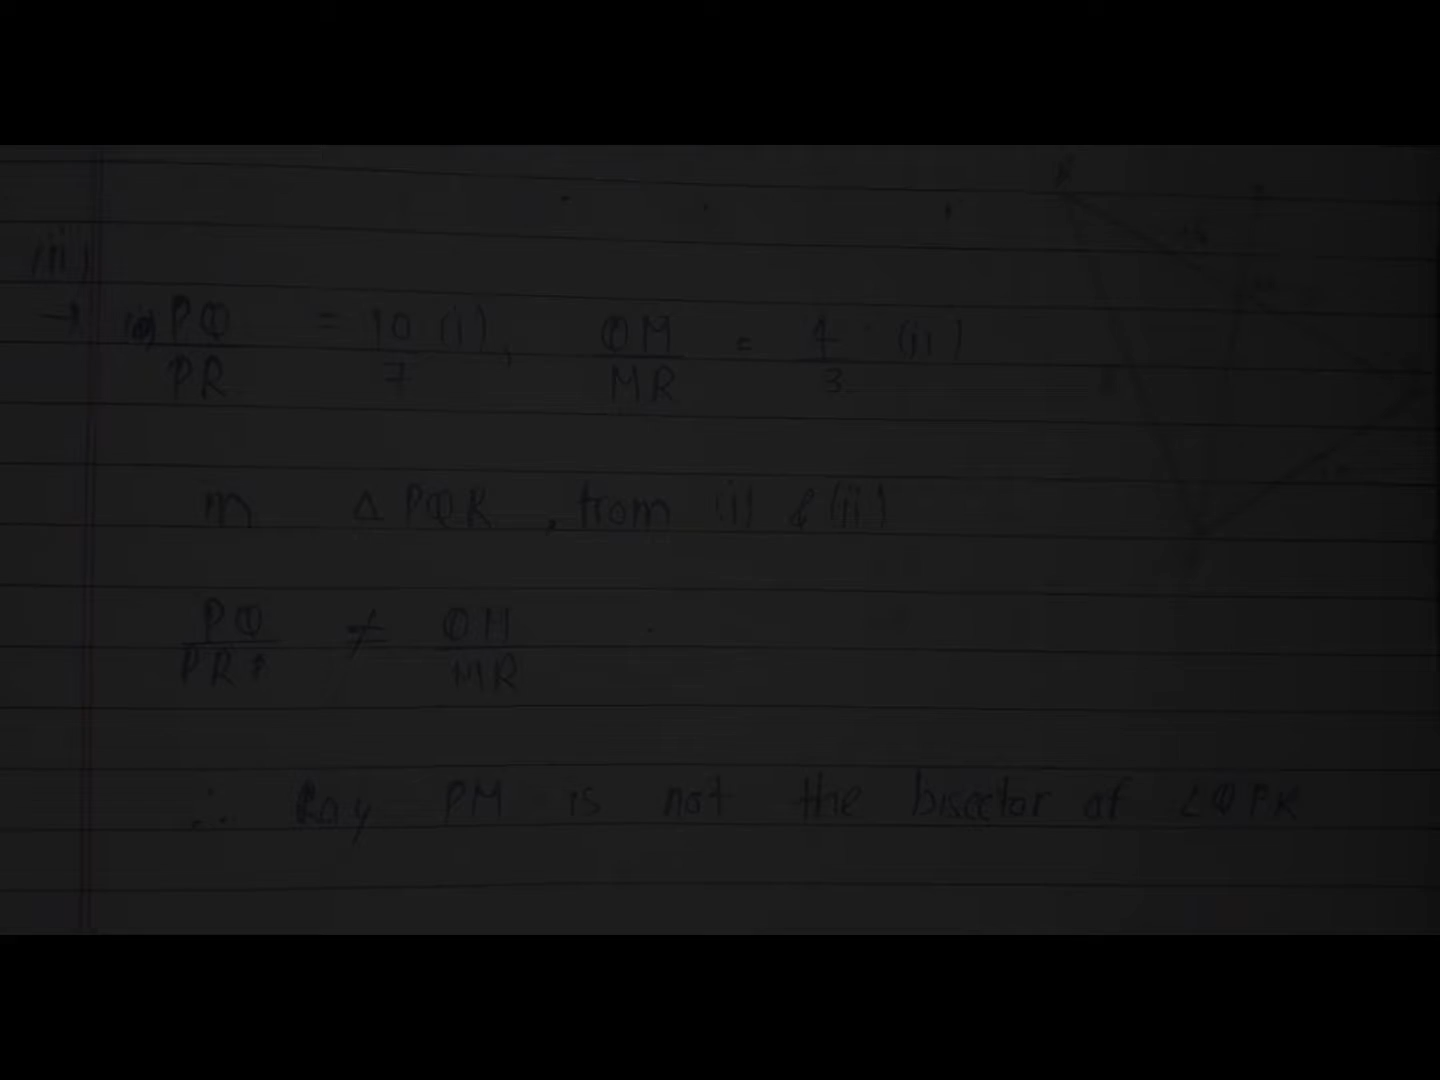 (ii)
→ PQ/PR = 10/7 (i), QM/MR = 4/3 (ii)
In Δ PQR, from (i) & (ii)
PQ/PR ≠ QM/MR
∴ Ray PM is not the bisector of ∠QPR